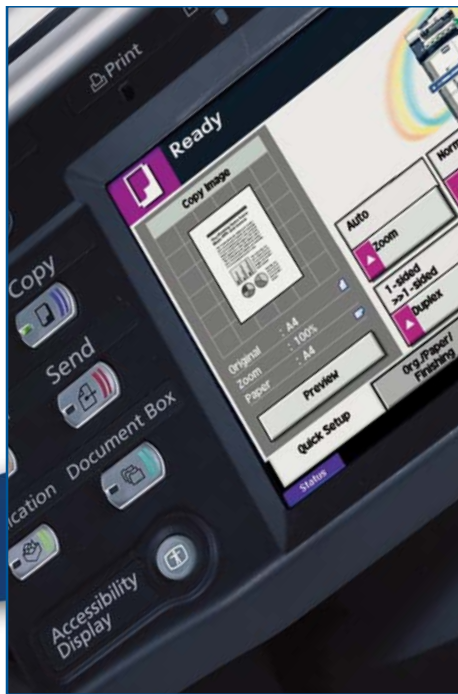 Print
Ready
Copy Image
Original : A4
Zoom : 100%
Paper : A4
Preview
Quick Setup
Status
Auto
Zoom
1-sided
>>1-sided
Duplex
Org./Paper/
Finishing
Copy
Send
Document Box
Accessibility
Display